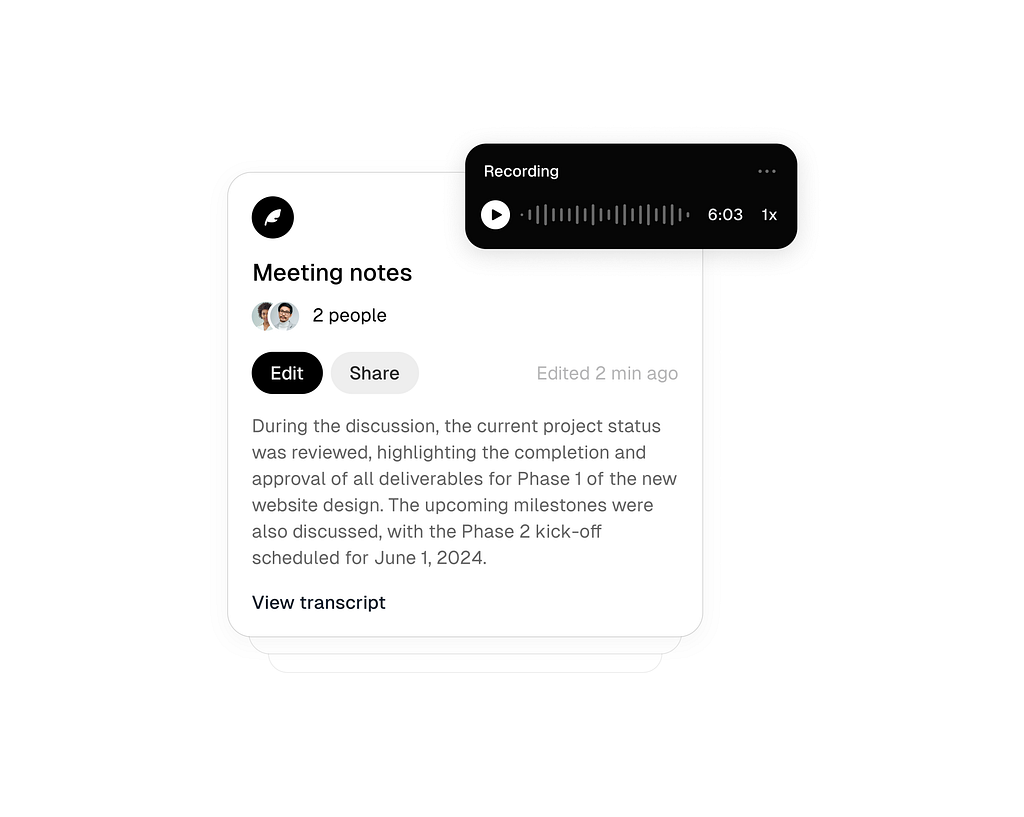 Recording
6:03 1x
Meeting notes
2 people
Edit Share Edited 2 min ago
During the discussion, the current project status
was reviewed, highlighting the completion and
approval of all deliverables for Phase 1 of the new
website design. The upcoming milestones were
also discussed, with the Phase 2 kick-off
scheduled for June 1, 2024.
View transcript